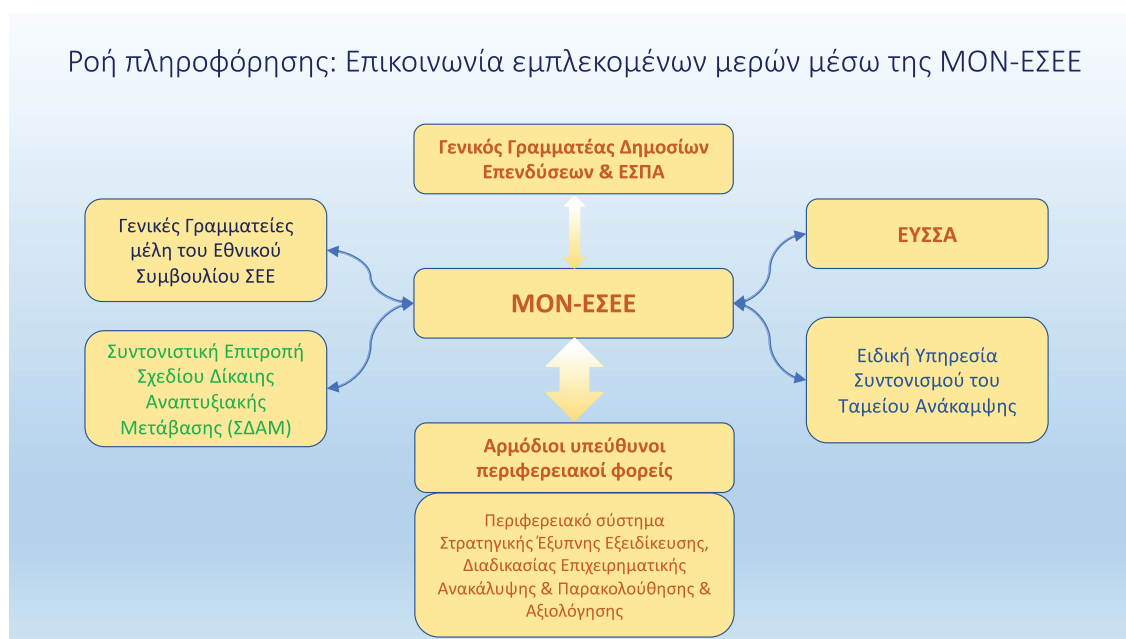 Ροή πληροφόρησης: Επικοινωνία εμπλεκομένων μερών μέσω της ΜΟΝ-ΕΣΕΕ
Γενικός Γραμματέας Δημοσίων
Επενδύσεων & ΕΣΠΑ
Γενικές Γραμματείες
μέλη του Εθνικού
Συμβουλίου ΣΕΕ
ΕΥΣΣΑ
ΜΟΝ-ΕΣΕΕ
Συντονιστική Επιτροπή
Σχεδίου Δίκαιης
Αναπτυξιακής
Μετάβασης (ΣΔΑΜ)
Ειδική Υπηρεσία
Συντονισμού του
Ταμείου Ανάκαμψης
Αρμόδιοι υπεύθυνοι
περιφερειακοί φορείς
Περιφερειακό σύστημα
Στρατηγικής Έξυπνης Εξειδίκευσης,
Διαδικασίας Επιχειρηματικής
Ανακάλυψης & Παρακολούθησης &
Αξιολόγησης